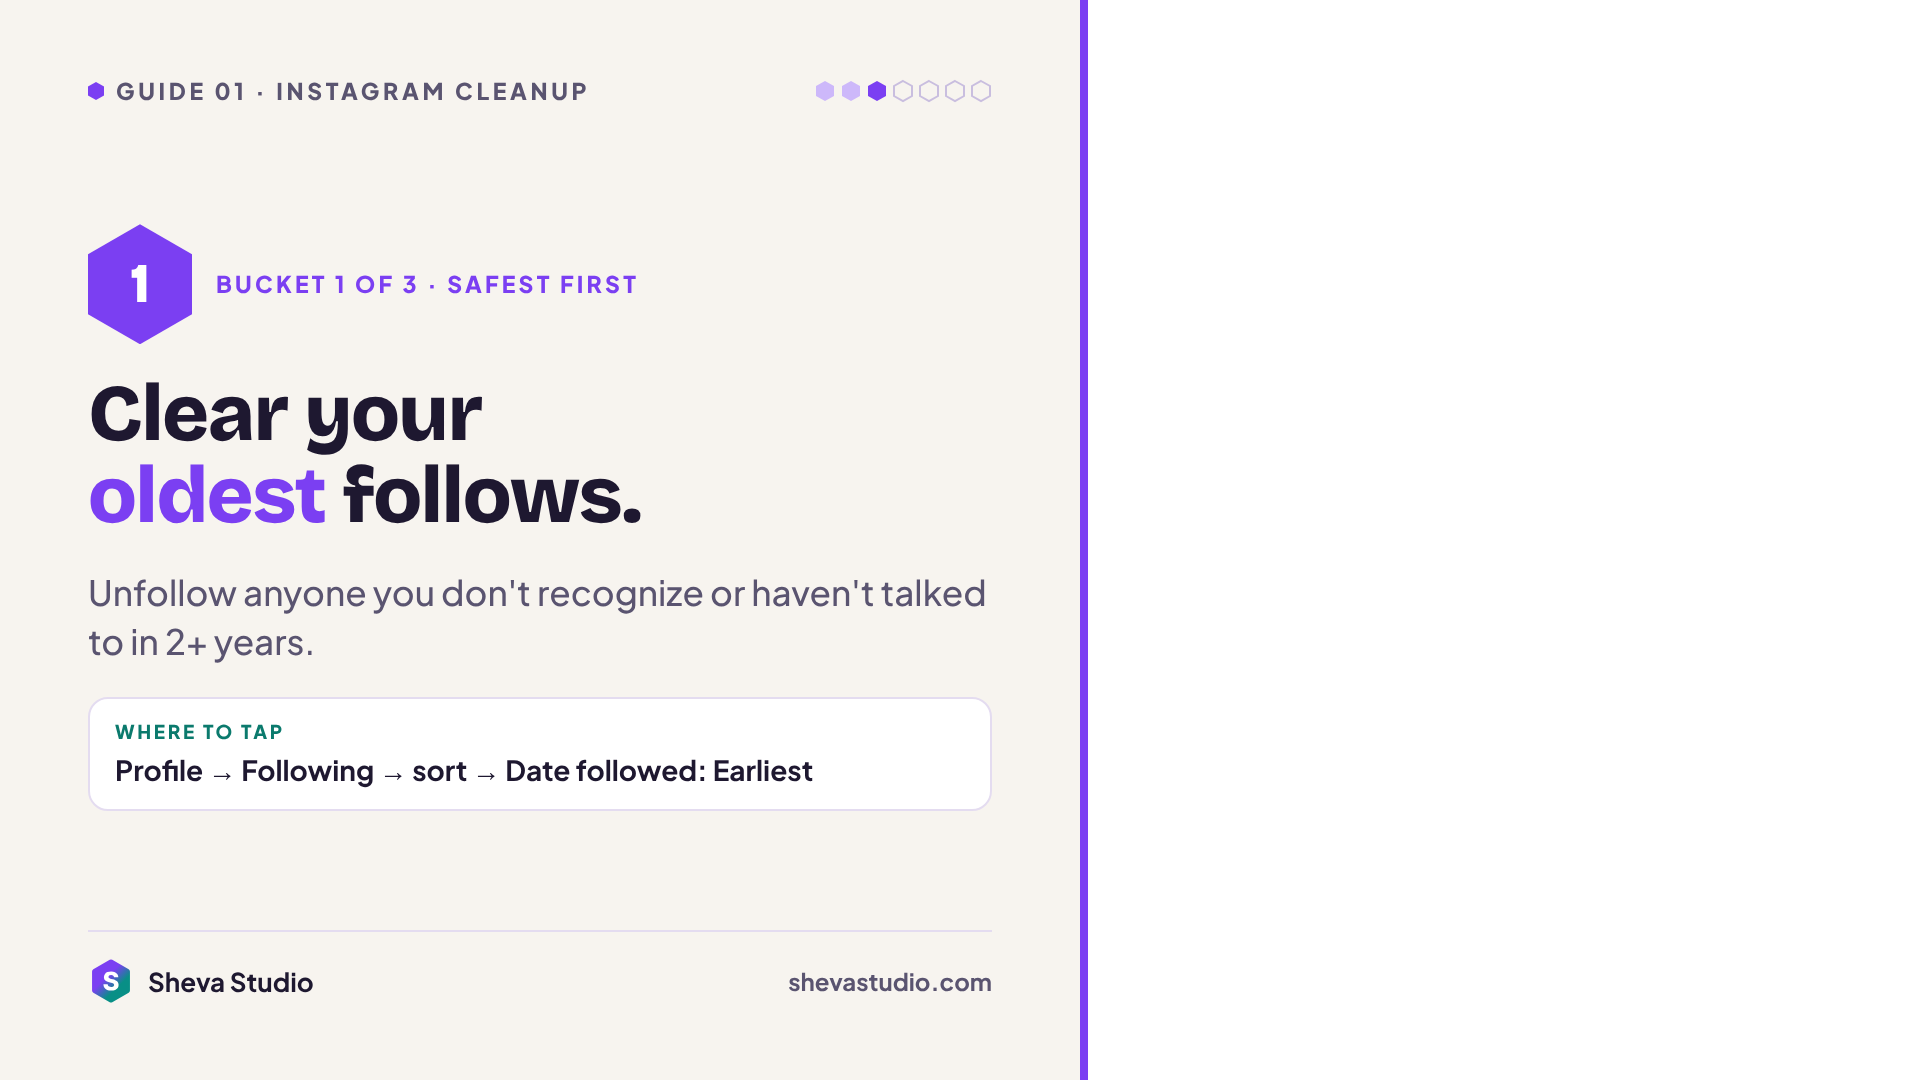 GUIDE 01 · INSTAGRAM CLEANUP
1
BUCKET 1 OF 3 · SAFEST FIRST
Clear your
oldest follows.
Unfollow anyone you don't recognize or haven't talked
to in 2+ years.
WHERE TO TAP
Profile → Following → sort → Date followed: Earliest
S
Sheva Studio
shevastudio.com